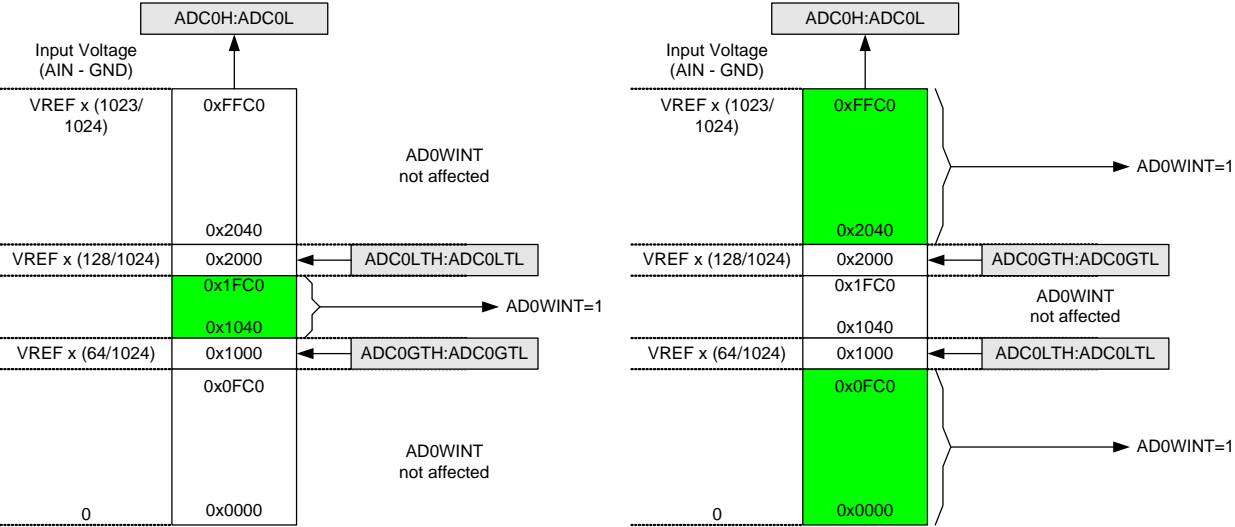 ADC0H:ADC0L
Input Voltage
(AIN - GND)
VREF x (1023/
1024)
0xFFC0
AD0WINT
not affected
0x2040
VREF x (128/1024)
0x2000
ADC0LTH:ADC0LTL
0x1FC0
AD0WINT=1
0x1040
VREF x (64/1024)
0x1000
ADC0GTH:ADC0GTL
0x0FC0
AD0WINT
not affected
0
0x0000
ADC0H:ADC0L
Input Voltage
(AIN - GND)
VREF x (1023/
1024)
0xFFC0
AD0WINT=1
0x2040
VREF x (128/1024)
0x2000
ADC0GTH:ADC0GTL
0x1FC0
AD0WINT
not affected
0x1040
VREF x (64/1024)
0x1000
ADC0LTH:ADC0LTL
0x0FC0
AD0WINT=1
0
0x0000